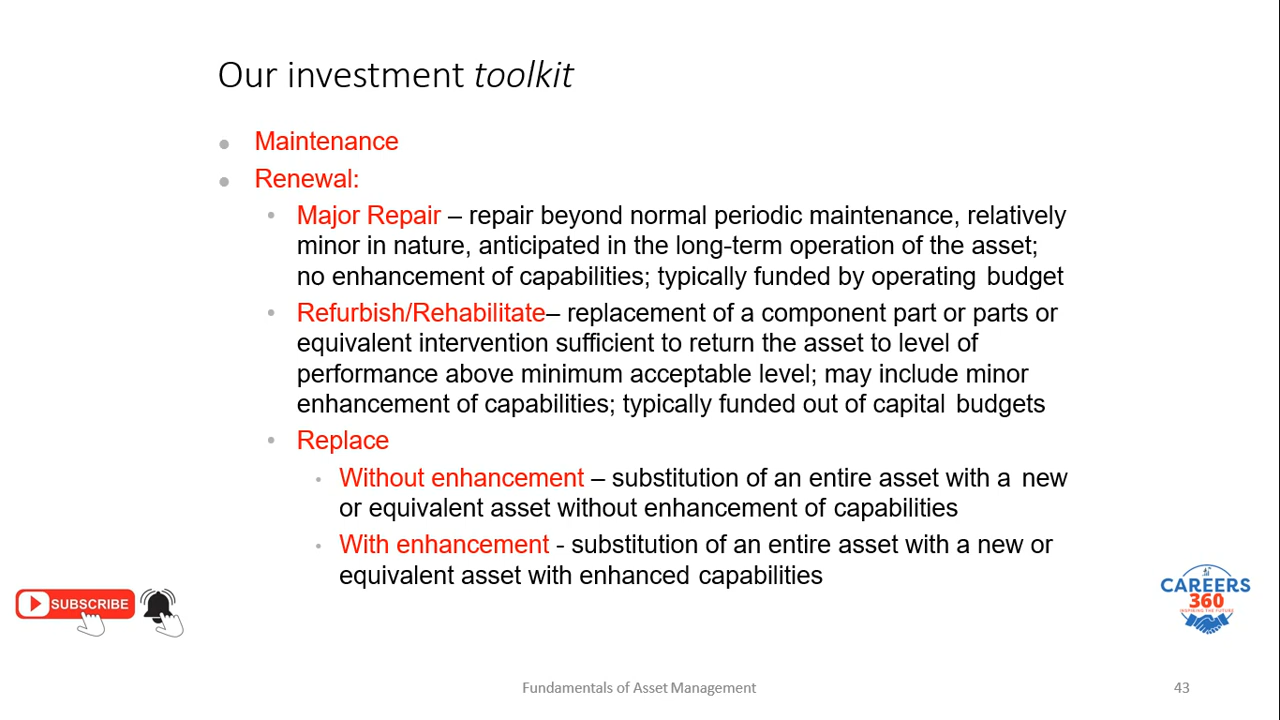 Our investment toolkit
Maintenance
Renewal:
Major Repair – repair beyond normal periodic maintenance, relatively
minor in nature, anticipated in the long-term operation of the asset;
no enhancement of capabilities; typically funded by operating budget
Refurbish/Rehabilitate– replacement of a component part or parts or
equivalent intervention sufficient to return the asset to level of
performance above minimum acceptable level; may include minor
enhancement of capabilities; typically funded out of capital budgets
Replace
Without enhancement – substitution of an entire asset with a new
or equivalent asset without enhancement of capabilities
With enhancement - substitution of an entire asset with a new or
equivalent asset with enhanced capabilities
SUBSCRIBE
CAREERS
360
INSPIRING THE FUTURE
Fundamentals of Asset Management
43